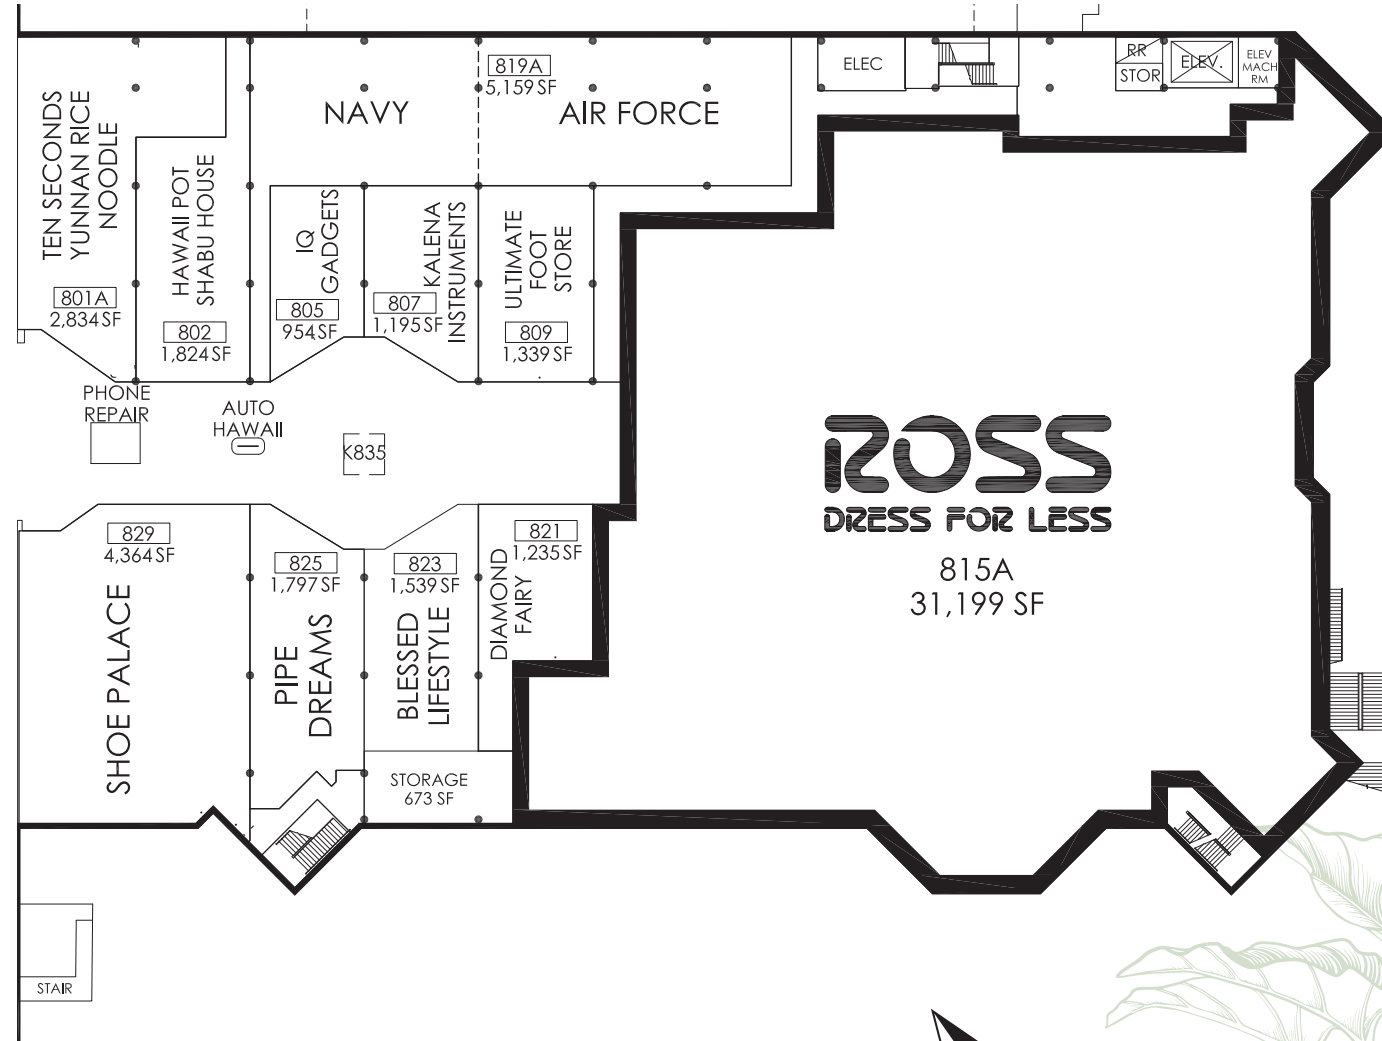 TEN SECONDS
YUNNAN RICE
NOODLE
801A
2,834 SF
HAWAII POT
SHABU HOUSE
802
1,824 SF
NAVY
819A
5,159 SF
AIR FORCE
IQ
GADGETS
805
954 SF
KALENA
INSTRUMENTS
807
1,195 SF
ULTIMATE
FOOT
STORE
809
1,339 SF
ELEC
RR
STOR
ELEV.
ELEV
MACH
RM
PHONE
REPAIR
AUTO
HAWAII
K835
ROSS
DRESS FOR LESS
815A
31,199 SF
829
4,364 SF
SHOE PALACE
825
1,797 SF
PIPE
DREAMS
823
1,539 SF
BLESSED
LIFESTYLE
821
1,235 SF
DIAMOND
FAIRY
STORAGE
673 SF
STAIR